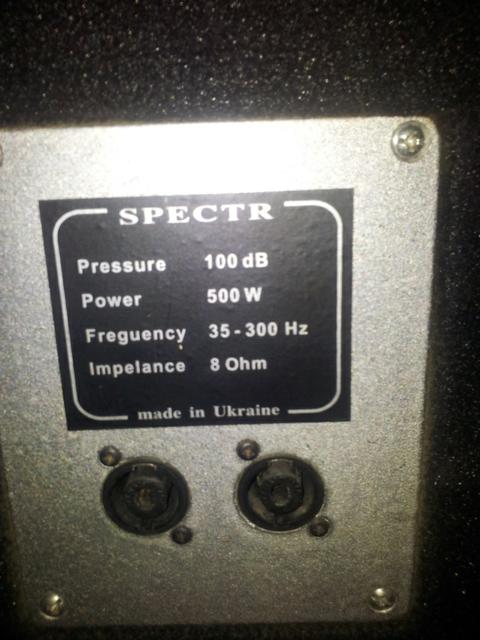 SPECTR
Pressure 100 dB
Power 500 W
Freguency 35 - 300 Hz
Impelance 8 Ohm
made in Ukraine